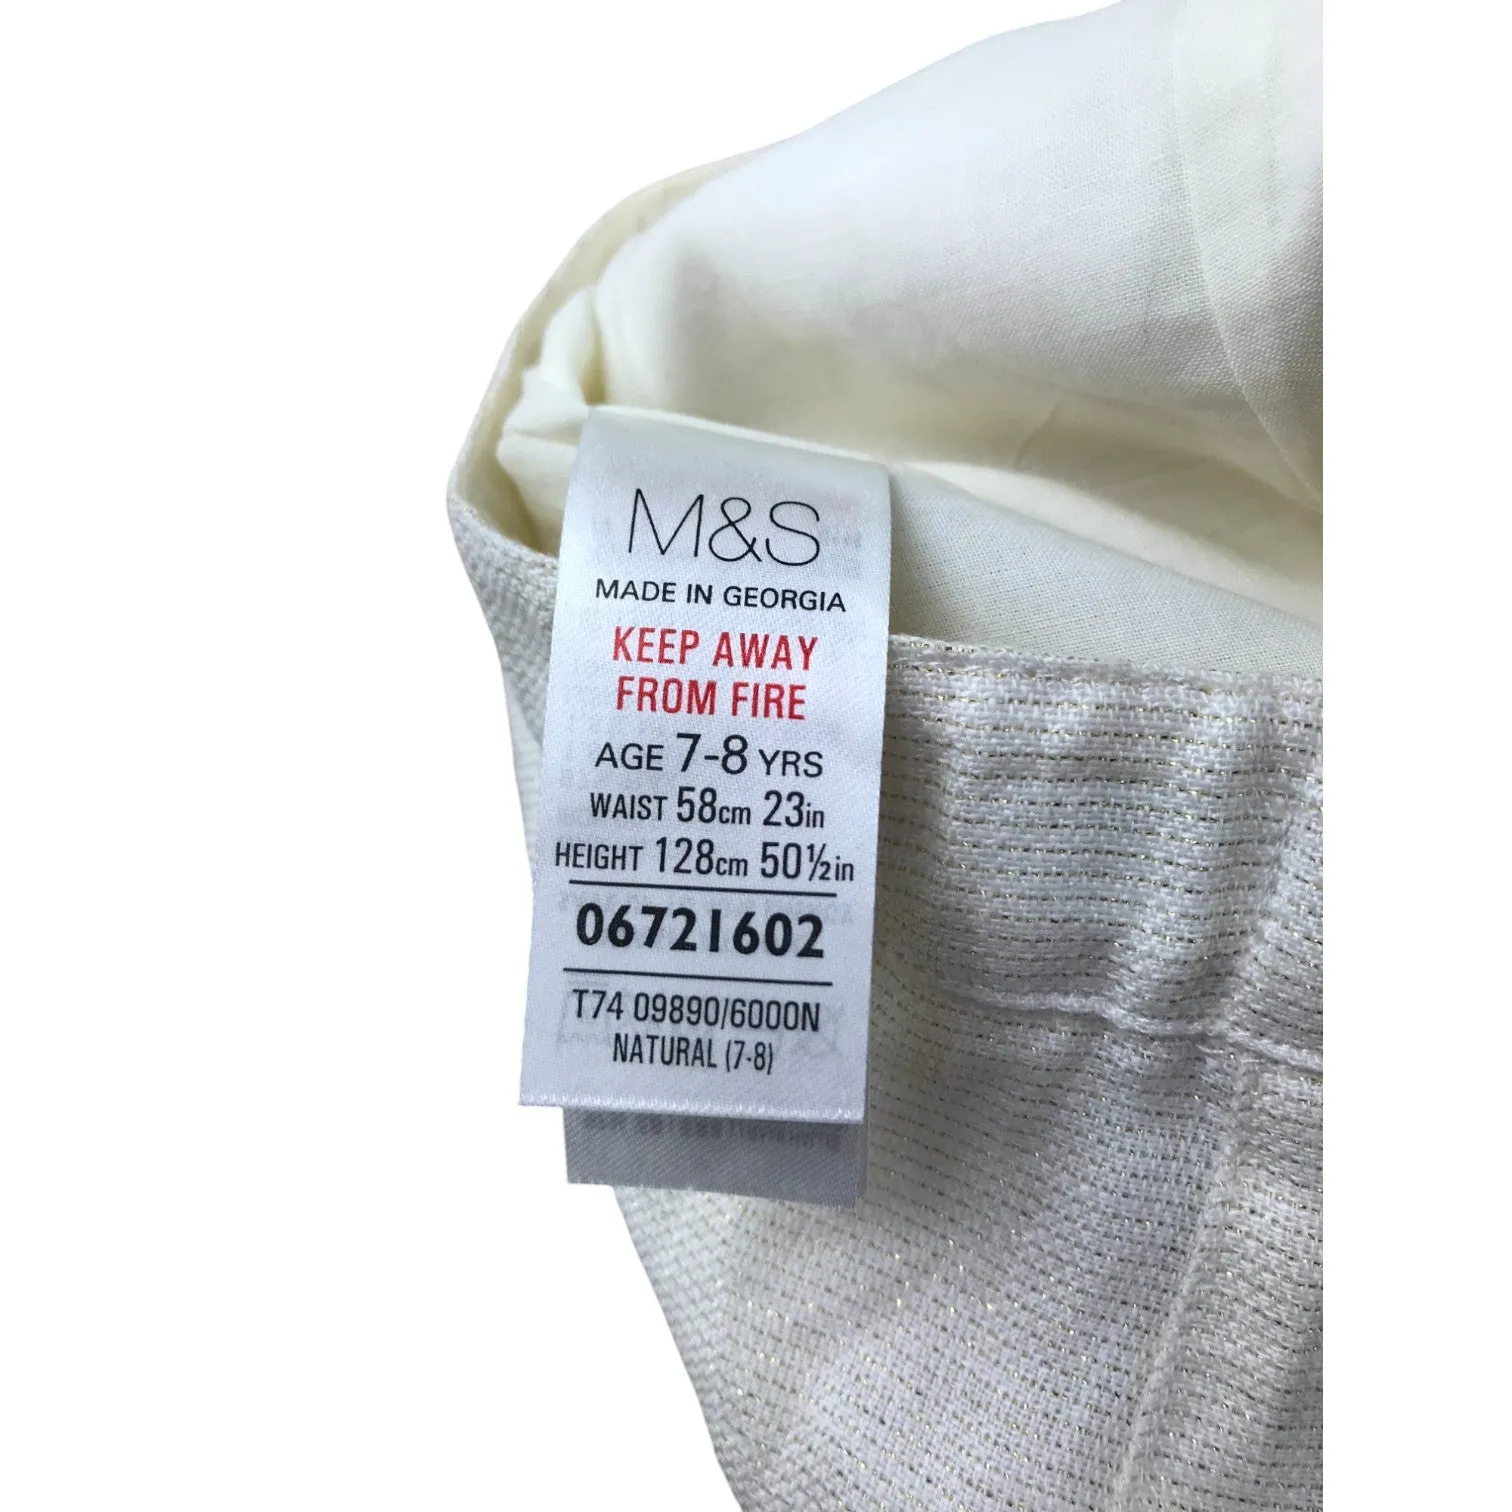 M&S
MADE IN GEORGIA
KEEP AWAY
FROM FIRE
AGE 7-8 YRS
WAIST 58cm 23in
HEIGHT 128cm 50½in
06721602
T74 09890/6000N
NATURAL (7-8)